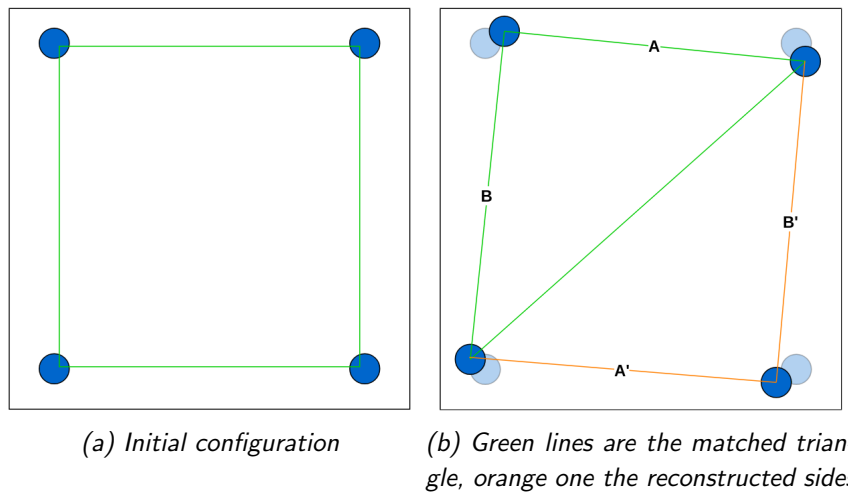 A
B
B'
A'
(a) Initial configuration
(b) Green lines are the matched trian-
gle, orange one the reconstructed sides